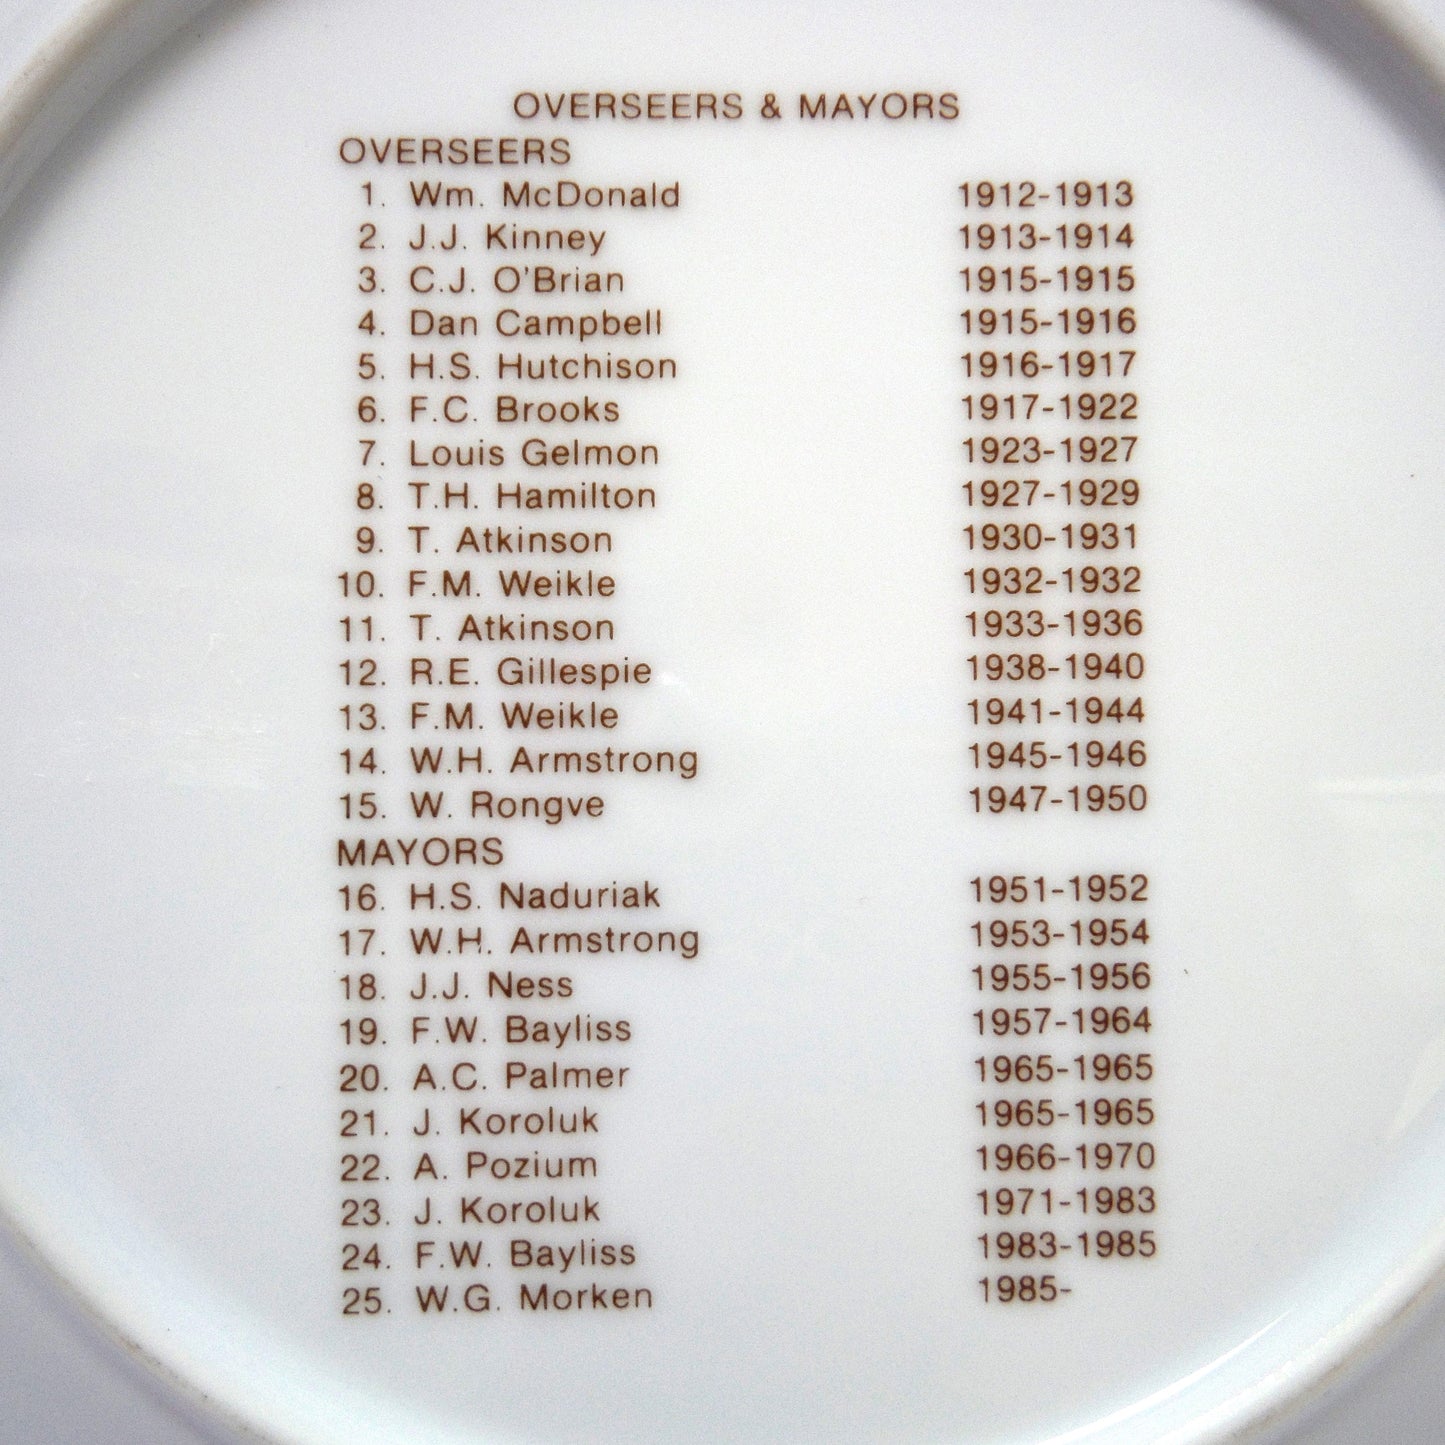 OVERSEERS & MAYORS
OVERSEERS
1. Wm. McDonald 1912-1913
2. J.J. Kinney 1913-1914
3. C.J. O'Brian 1915-1915
4. Dan Campbell 1915-1916
5. H.S. Hutchison 1916-1917
6. F.C. Brooks 1917-1922
7. Louis Gelmon 1923-1927
8. T.H. Hamilton 1927-1929
9. T. Atkinson 1930-1931
10. F.M. Weikle 1932-1932
11. T. Atkinson 1933-1936
12. R.E. Gillespie 1938-1940
13. F.M. Weikle 1941-1944
14. W.H. Armstrong 1945-1946
15. W. Rongve 1947-1950
MAYORS
16. H.S. Naduriak 1951-1952
17. W.H. Armstrong 1953-1954
18. J.J. Ness 1955-1956
19. F.W. Bayliss 1957-1964
20. A.C. Palmer 1965-1965
21. J. Koroluk 1965-1965
22. A. Pozium 1966-1970
23. J. Koroluk 1971-1983
24. F.W. Bayliss 1983-1985
25. W.G. Morken 1985-